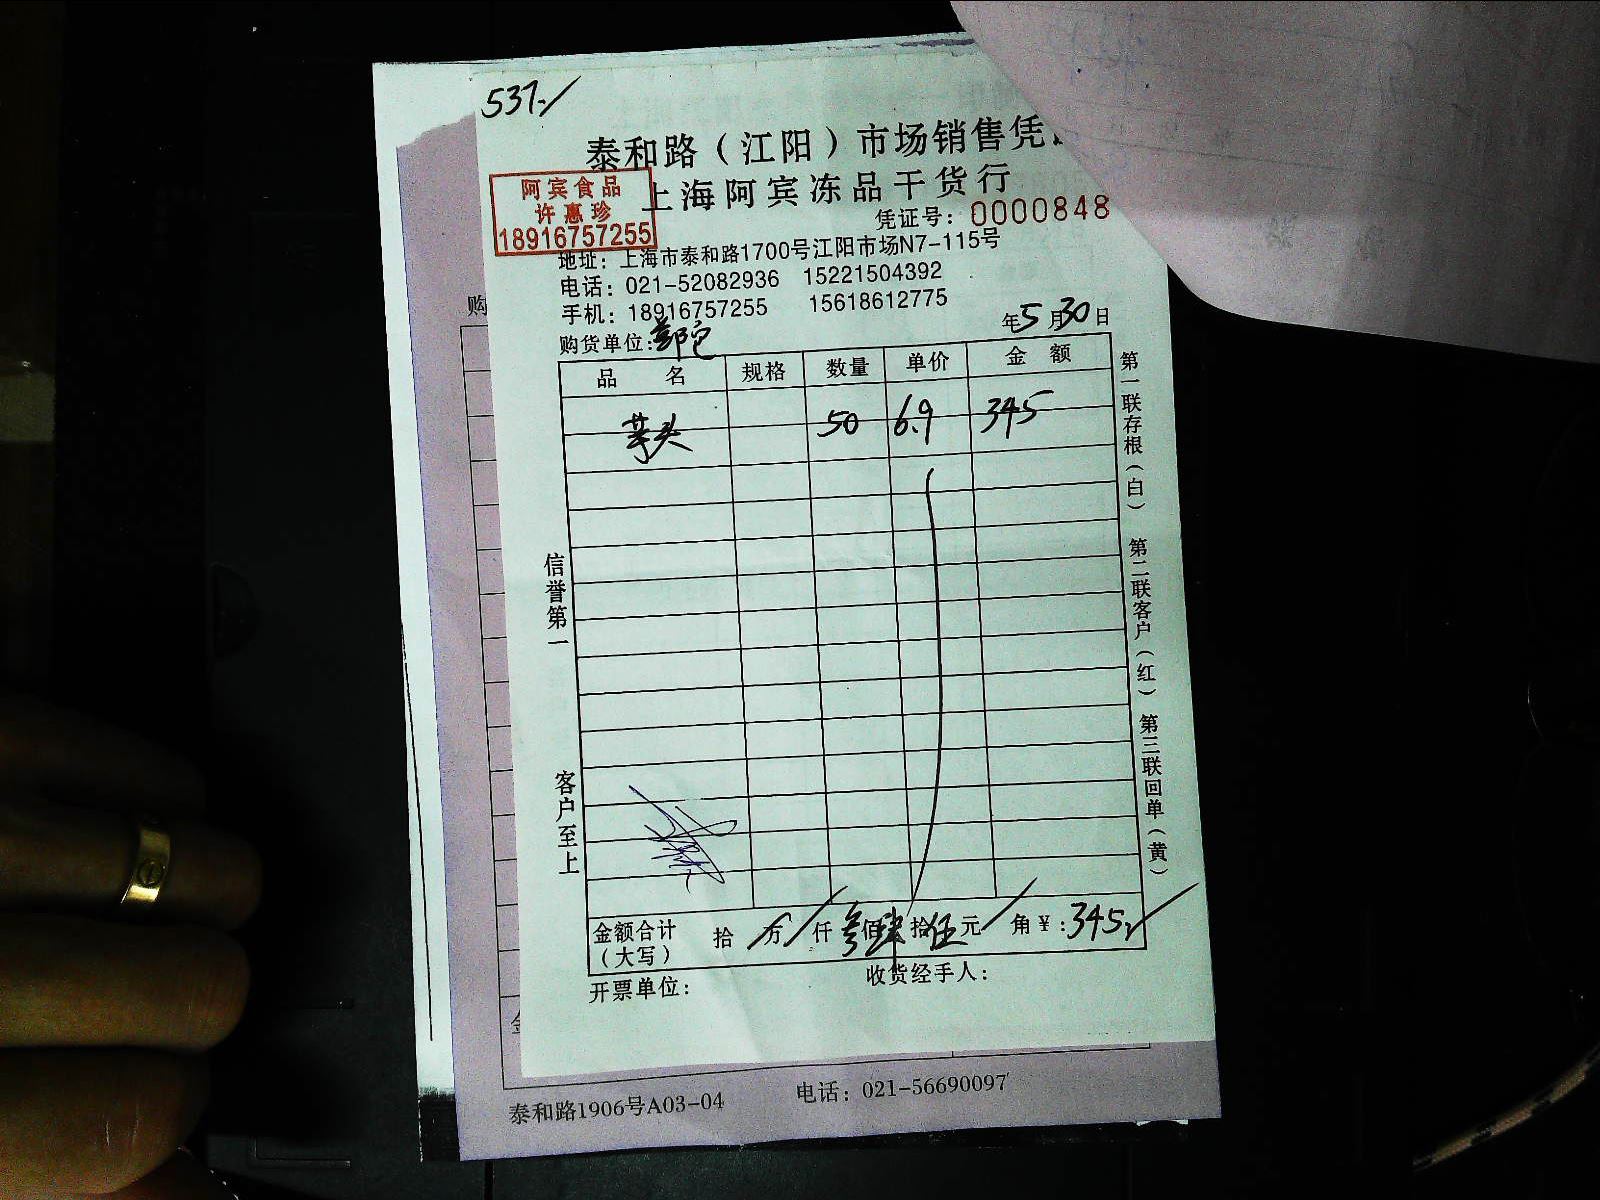 537.
泰和路（江阳）市场销售凭
上海阿宾冻品干货行
阿宾食品
许惠珍
18916757255
凭证号：0000848
地址：上海市泰和路1700号江阳市场N7-115号
电话：021-52082936 15221504392
手机：18916757255 15618612775
购货单位：
年5月30日
品 名 规格 数量 单价 金 额
芋头 50 6.9 345
信誉第一
客户至上
第一联存根（白） 第二联客户（红） 第三联回单（黄）
金额合计（大写） 拾 万 仟 叁佰肆拾伍元 角 ¥：345.
开票单位：
收货经手人：
购
金
泰和路1906号A03-04 电话：021-56690097